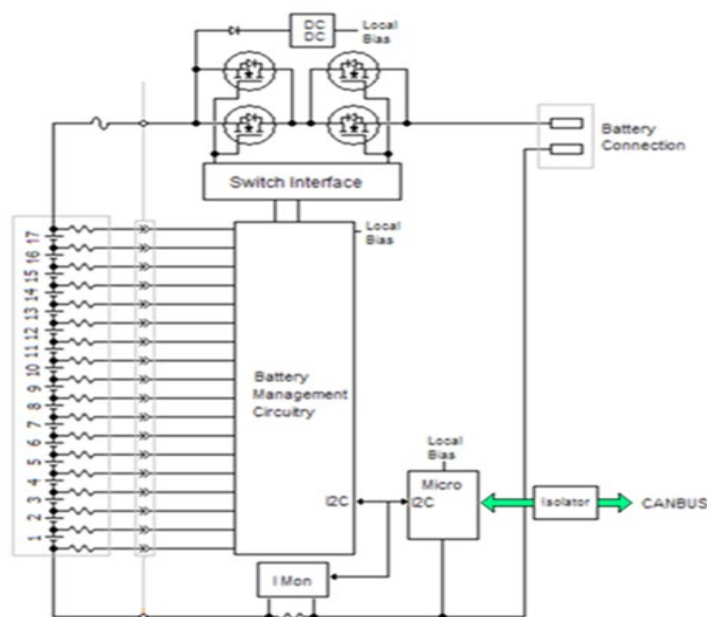 DC
DC
Local
Bias
Battery
Connection
Switch Interface
Local
Bias
17
16
15
14
13
12
11
10
9
8
7
6
5
4
3
2
1
Battery
Management
Circuitry
I2C
Local
Bias
Micro
I2C
Isolator
CANBUS
I Mon